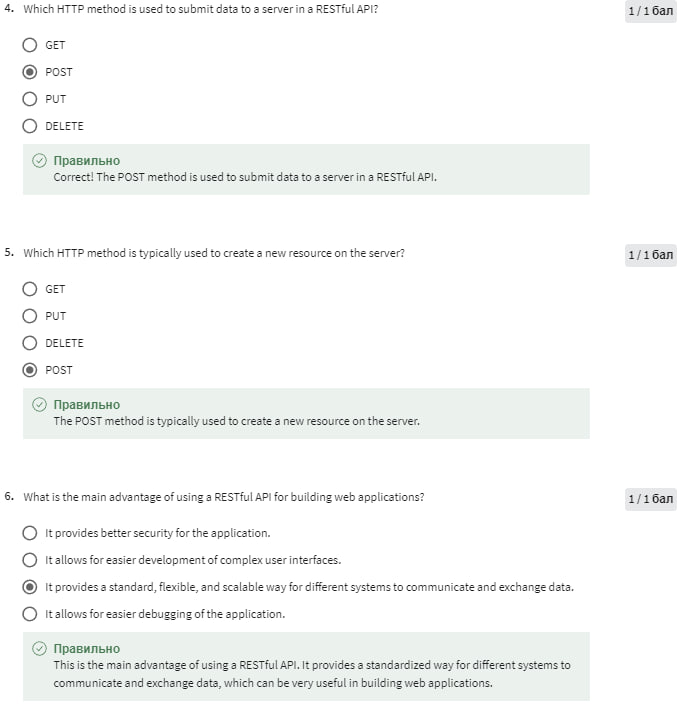 4. Which HTTP method is used to submit data to a server in a RESTful API?
1 / 1 бал
GET
POST
PUT
DELETE
Правильно
Correct! The POST method is used to submit data to a server in a RESTful API.
5. Which HTTP method is typically used to create a new resource on the server?
1 / 1 бал
GET
PUT
DELETE
POST
Правильно
The POST method is typically used to create a new resource on the server.
6. What is the main advantage of using a RESTful API for building web applications?
1 / 1 бал
It provides better security for the application.
It allows for easier development of complex user interfaces.
It provides a standard, flexible, and scalable way for different systems to communicate and exchange data.
It allows for easier debugging of the application.
Правильно
This is the main advantage of using a RESTful API. It provides a standardized way for different systems to
communicate and exchange data, which can be very useful in building web applications.